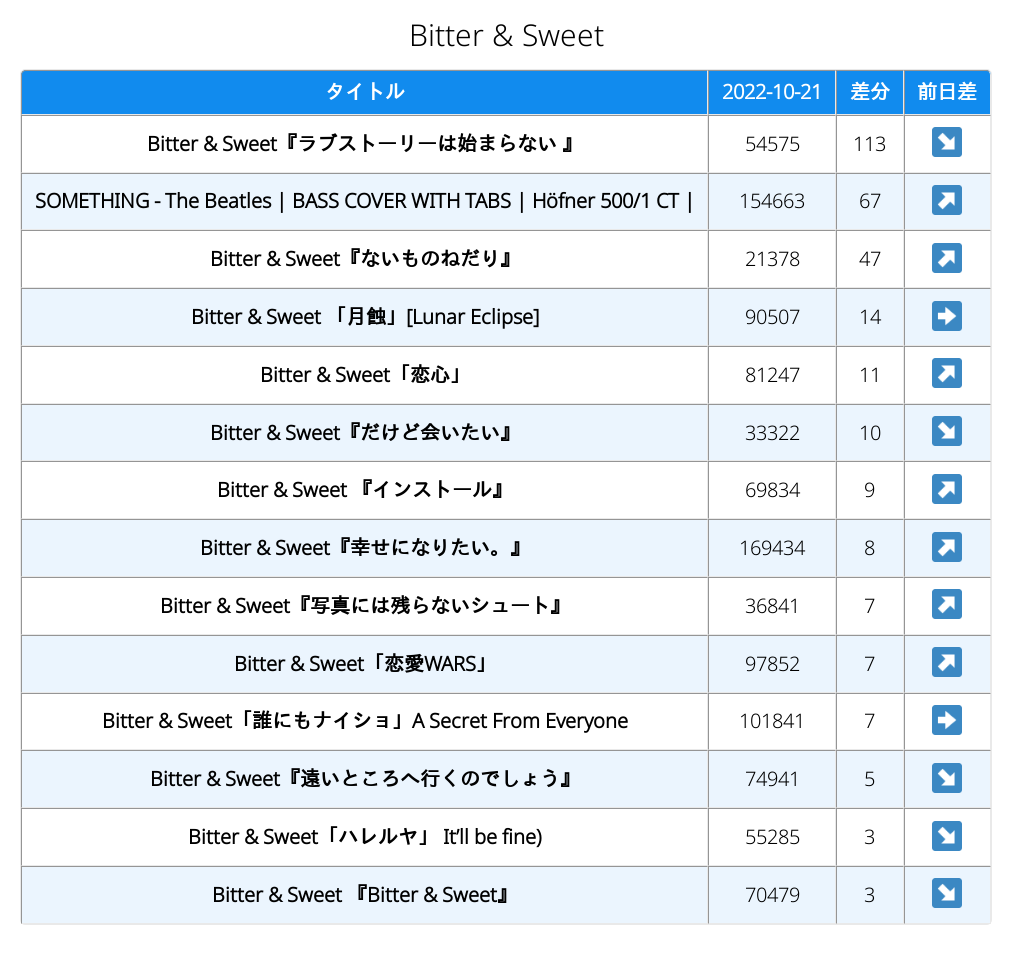 Bitter & Sweet
タイトル 2022-10-21 差分 前日差
Bitter & Sweet『ラブストーリーは始まらない 』 54575 113
SOMETHING - The Beatles | BASS COVER WITH TABS | Höfner 500/1 CT | 154663 67
Bitter & Sweet『ないものねだり』 21378 47
Bitter & Sweet 「月蝕」[Lunar Eclipse] 90507 14
Bitter & Sweet「恋心」 81247 11
Bitter & Sweet『だけど会いたい』 33322 10
Bitter & Sweet 『インストール』 69834 9
Bitter & Sweet『幸せになりたい。』 169434 8
Bitter & Sweet『写真には残らないシュート』 36841 7
Bitter & Sweet「恋愛WARS」 97852 7
Bitter & Sweet「誰にもナイショ」A Secret From Everyone 101841 7
Bitter & Sweet『遠いところへ行くのでしょう』 74941 5
Bitter & Sweet「ハレルヤ」 It’ll be fine) 55285 3
Bitter & Sweet 『Bitter & Sweet』 70479 3